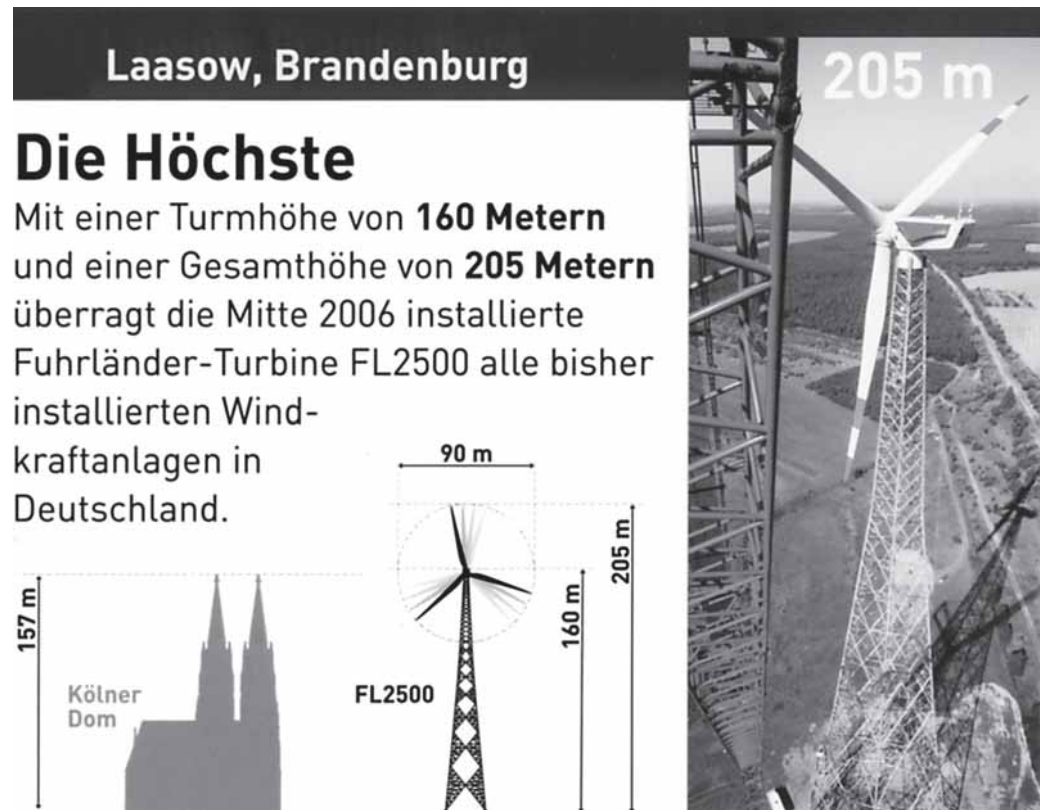 Laasow, Brandenburg
205 m
Die Höchste
Mit einer Turmhöhe von 160 Metern
und einer Gesamthöhe von 205 Metern
überragt die Mitte 2006 installierte
Fuhrländer-Turbine FL2500 alle bisher
installierten Wind-
kraftanlagen in
Deutschland.
90 m
157 m
Kölner
Dom
FL2500
160 m
205 m